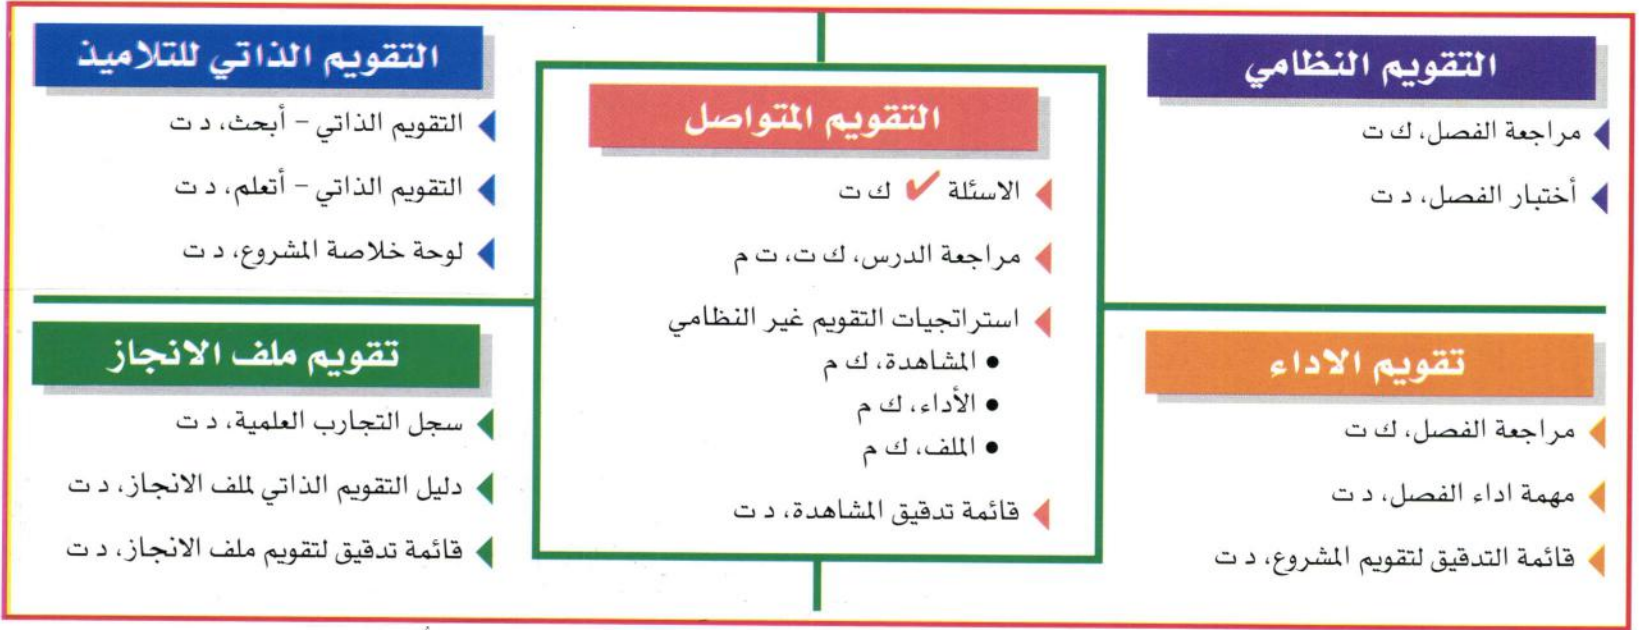 التقويم النظامي
مراجعة الفصل، ك ت
أختبار الفصل، د ت
تقويم الاداء
مراجعة الفصل، ك ت
مهمة اداء الفصل، د ت
قائمة التدقيق لتقويم المشروع، د ت
التقويم المتواصل
الاسئلة ✔ ك ت
مراجعة الدرس، ك ت، ت م
استراتجيات التقويم غير النظامي
• المشاهدة، ك م
• الأداء، ك م
• الملف، ك م
قائمة تدقيق المشاهدة، د ت
التقويم الذاتي للتلاميذ
التقويم الذاتي – أبحث، د ت
التقويم الذاتي – أتعلم، د ت
لوحة خلاصة المشروع، د ت
تقويم ملف الانجاز
سجل التجارب العلمية، د ت
دليل التقويم الذاتي لملف الانجاز، د ت
قائمة تدقيق لتقويم ملف الانجاز، د ت